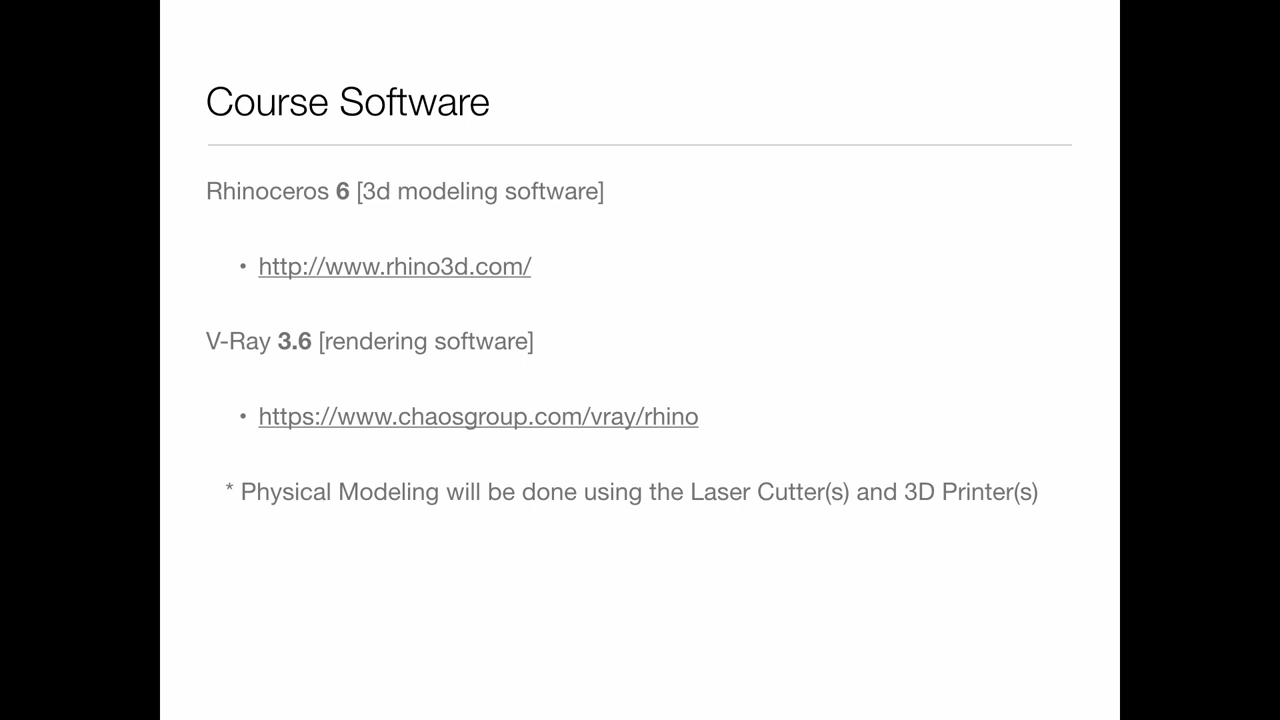 Course Software
Rhinoceros 6 [3d modeling software]
• http://www.rhino3d.com/
V-Ray 3.6 [rendering software]
• https://www.chaosgroup.com/vray/rhino
* Physical Modeling will be done using the Laser Cutter(s) and 3D Printer(s)